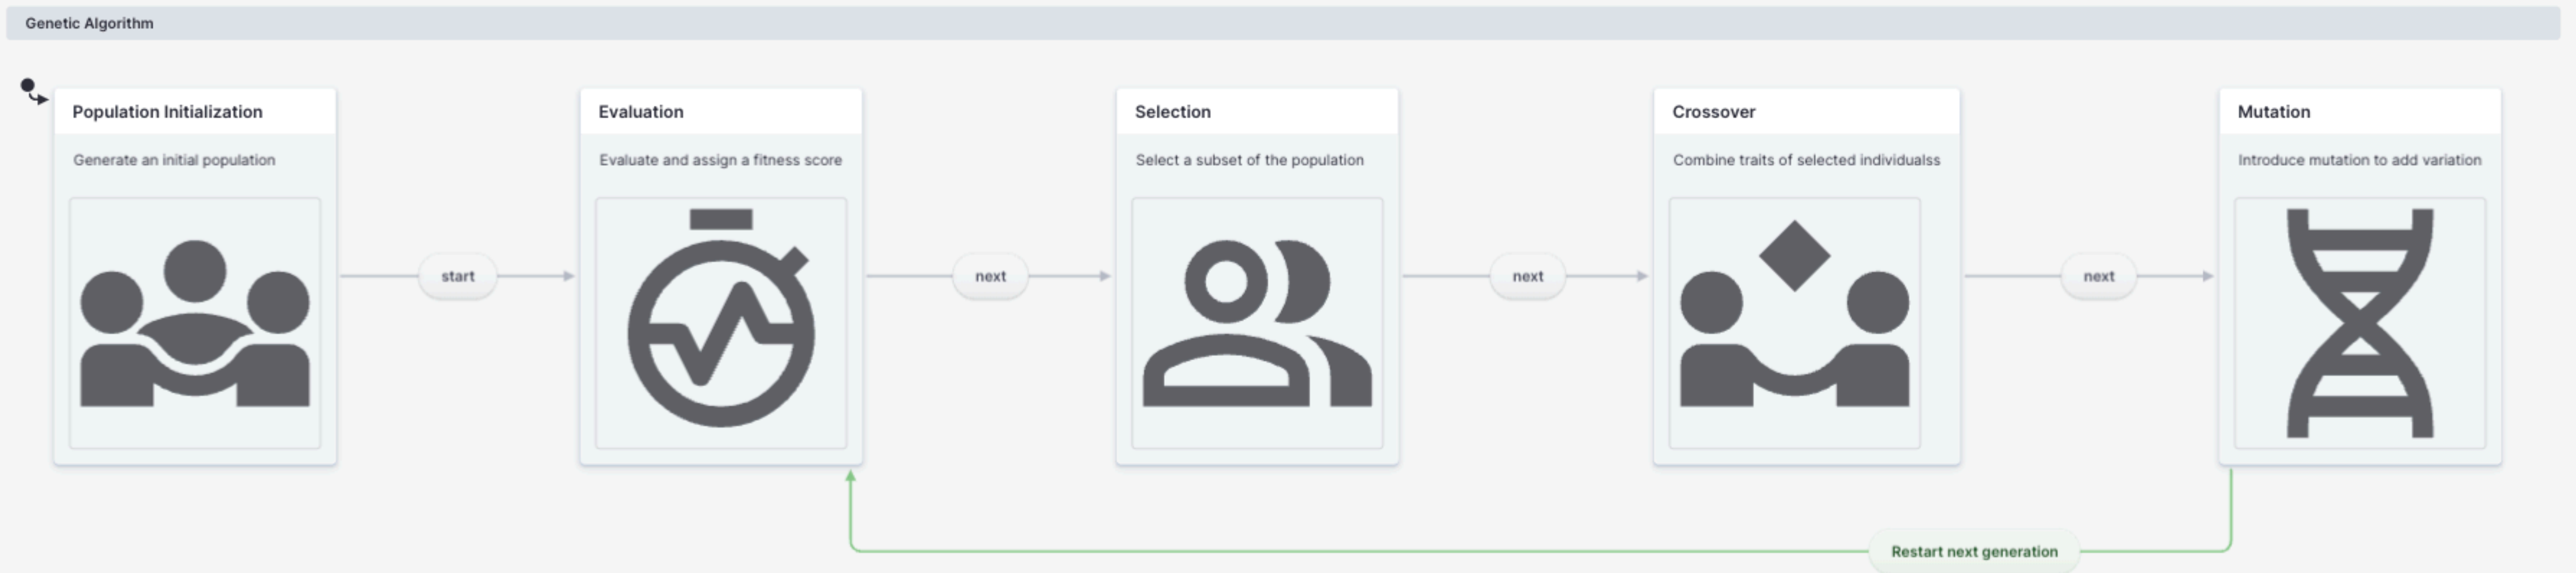 Genetic Algorithm
Population Initialization
Generate an initial population
start
Evaluation
Evaluate and assign a fitness score
next
Selection
Select a subset of the population
next
Crossover
Combine traits of selected individualss
next
Mutation
Introduce mutation to add variation
Restart next generation